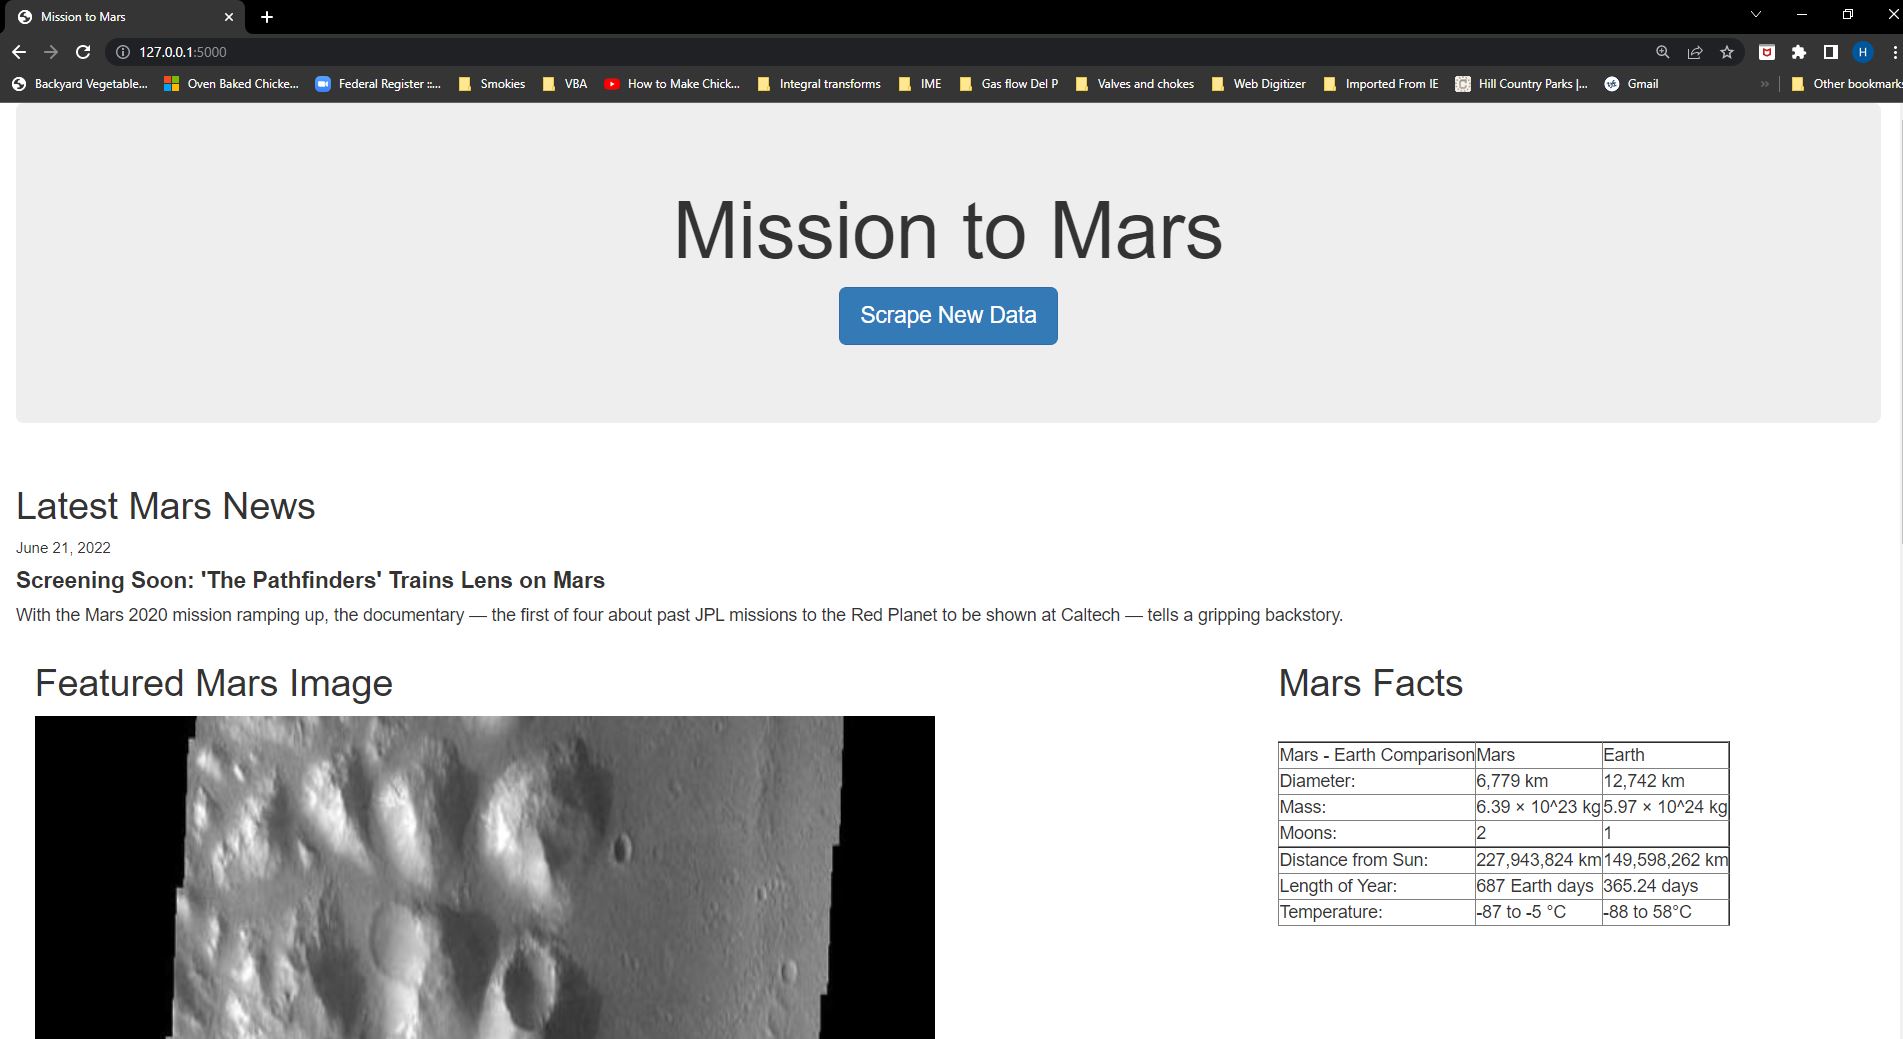 Mission to Mars
127.0.0.1:5000
H
Backyard Vegetable... Oven Baked Chicke... Federal Register ::... Smokies VBA How to Make Chick... Integral transforms IME Gas flow Del P Valves and chokes Web Digitizer Imported From IE Hill Country Parks |... Gmail » Other bookmarks
Mission to Mars
Scrape New Data
Latest Mars News
June 21, 2022
Screening Soon: 'The Pathfinders' Trains Lens on Mars
With the Mars 2020 mission ramping up, the documentary — the first of four about past JPL missions to the Red Planet to be shown at Caltech — tells a gripping backstory.
Featured Mars Image
Mars Facts
Mars - Earth Comparison Mars Earth
Diameter: 6,779 km 12,742 km
Mass: 6.39 × 10^23 kg 5.97 × 10^24 kg
Moons: 2 1
Distance from Sun: 227,943,824 km 149,598,262 km
Length of Year: 687 Earth days 365.24 days
Temperature: -87 to -5 °C -88 to 58°C